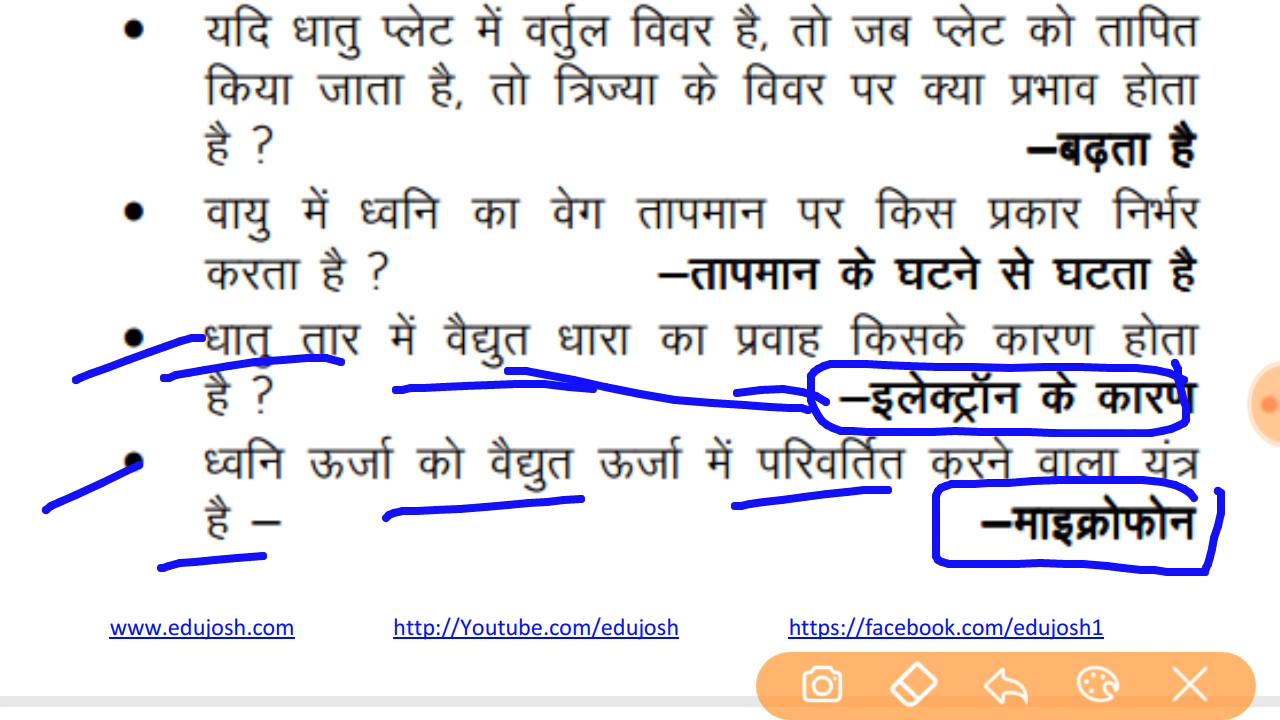 • यदि धातु प्लेट में वर्तुल विवर है, तो जब प्लेट को तापित
किया जाता है, तो त्रिज्या के विवर पर क्या प्रभाव होता
है ? –बढ़ता है
• वायु में ध्वनि का वेग तापमान पर किस प्रकार निर्भर
करता है ? –तापमान के घटने से घटता है
• धातु तार में वैद्युत धारा का प्रवाह किसके कारण होता
है ? –इलेक्ट्रॉन के कारण
• ध्वनि ऊर्जा को वैद्युत ऊर्जा में परिवर्तित करने वाला यंत्र
है – –माइक्रोफोन
www.edujosh.com http://Youtube.com/edujosh https://facebook.com/edujosh1